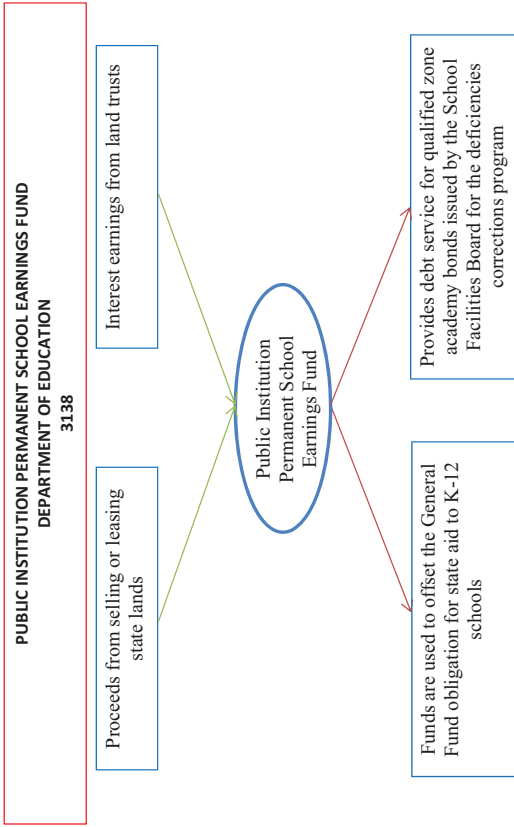 PUBLIC INSTITUTION PERMANENT SCHOOL EARNINGS FUND
DEPARTMENT OF EDUCATION
3138
Proceeds from selling or leasing
state lands
Interest earnings from land trusts
Public Institution
Permanent School
Earnings Fund
Funds are used to offset the General
Fund obligation for state aid to K-12
schools
Provides debt service for qualified zone
academy bonds issued by the School
Facilities Board for the deficiencies
corrections program